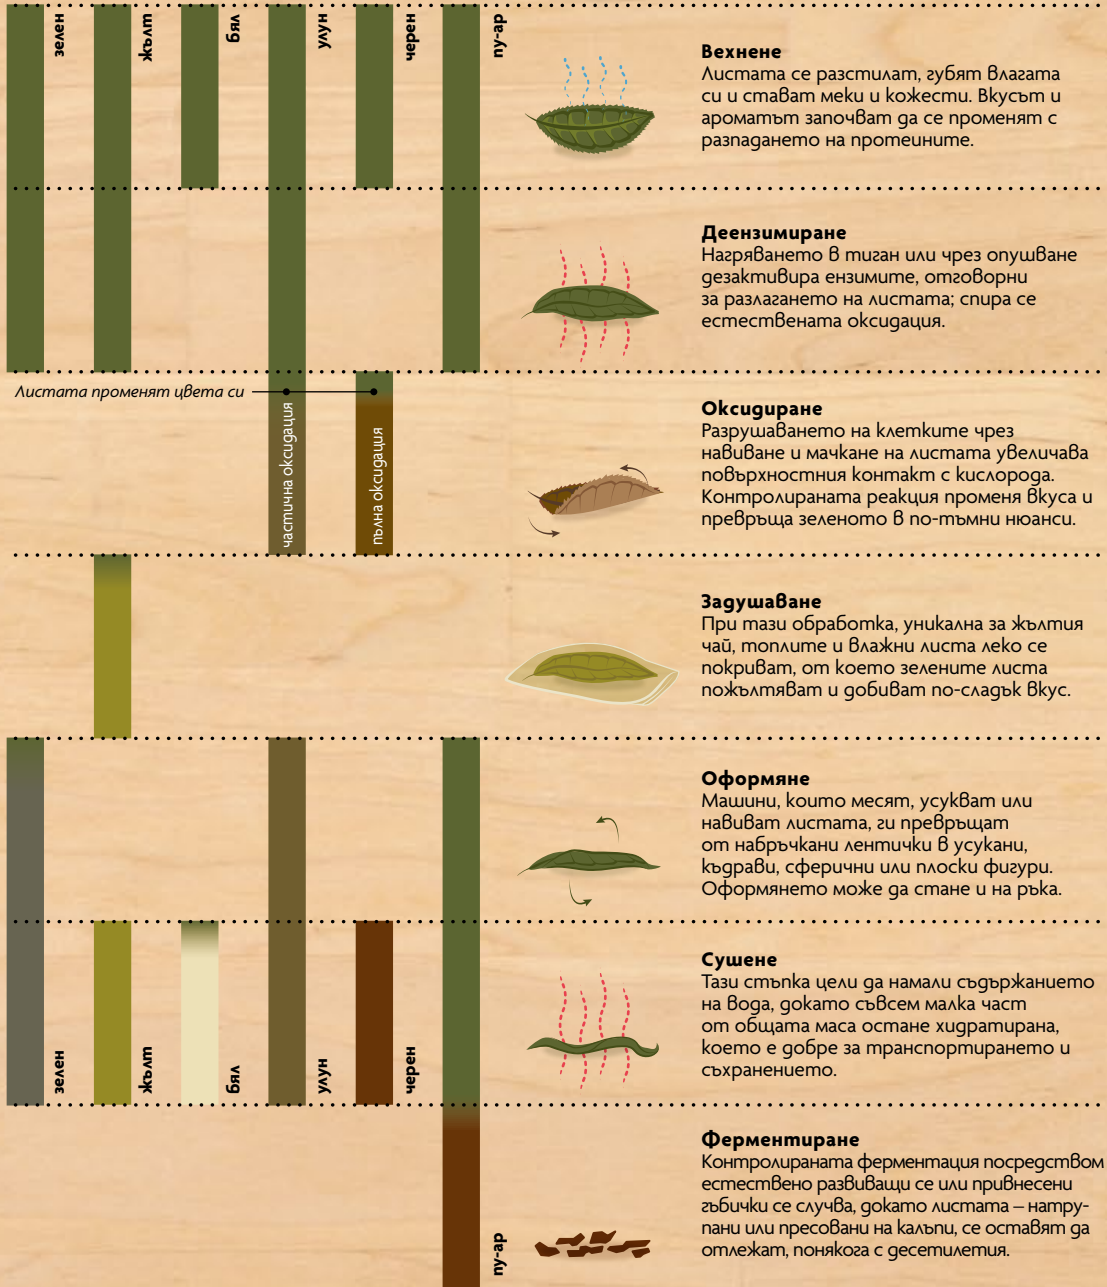 зелен
жълт
бял
улун
черен
пу-ар
Вехнене
Листата се разстилат, губят влагата
си и стават меки и кожести. Вкусът и
ароматът започват да се променят с
разпадането на протеините.
Деензимиране
Нагряването в тиган или чрез опушване
дезактивира ензимите, отговорни
за разлагането на листата; спира се
естествената оксидация.
Листата променят цвета си
частична оксидация
пълна оксидация
Оксидиране
Разрушаването на клетките чрез
навиване и мачкане на листата увеличава
повърхностния контакт с кислорода.
Контролираната реакция променя вкуса и
превръща зеленото в по-тъмни нюанси.
Задушаване
При тази обработка, уникална за жълтия
чай, топлите и влажни листа леко се
покриват, от което зелените листа
пожълтяват и добиват по-сладък вкус.
Оформяне
Машини, които месят, усукват или
навиват листата, ги превръщат
от набръчкани лентички в усукани,
къдрави, сферични или плоски фигури.
Оформянето може да стане и на ръка.
Сушене
Тази стъпка цели да намали съдържанието
на вода, докато съвсем малка част
от общата маса остане хидратирана,
което е добре за транспортирането и
съхранението.
зелен
жълт
бял
улун
черен
Ферментиране
Контролираната ферментация посредством
естествено развиващи се или привнесени
гъбички се случва, докато листата – натру-
пани или пресовани на калъпи, се оставят да
отлежат, понякога с десетилетия.
пу-ар